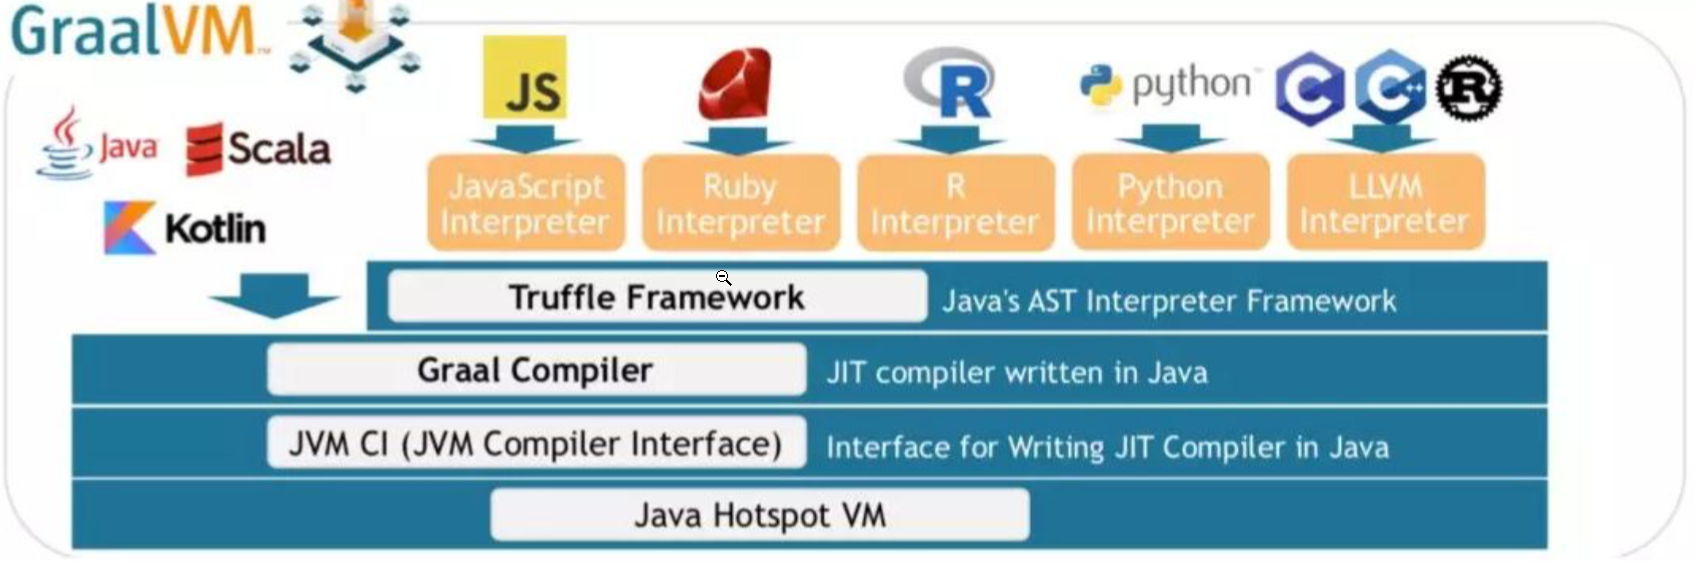 GraalVM™
JS
R
python™
C
C++
R
Java
Scala
Kotlin
JavaScript
Interpreter
Ruby
Interpreter
R
Interpreter
Python
Interpreter
LLVM
Interpreter
Truffle Framework
Java's AST Interpreter Framework
Graal Compiler
JIT compiler written in Java
JVM CI (JVM Compiler Interface)
Interface for Writing JIT Compiler in Java
Java Hotspot VM